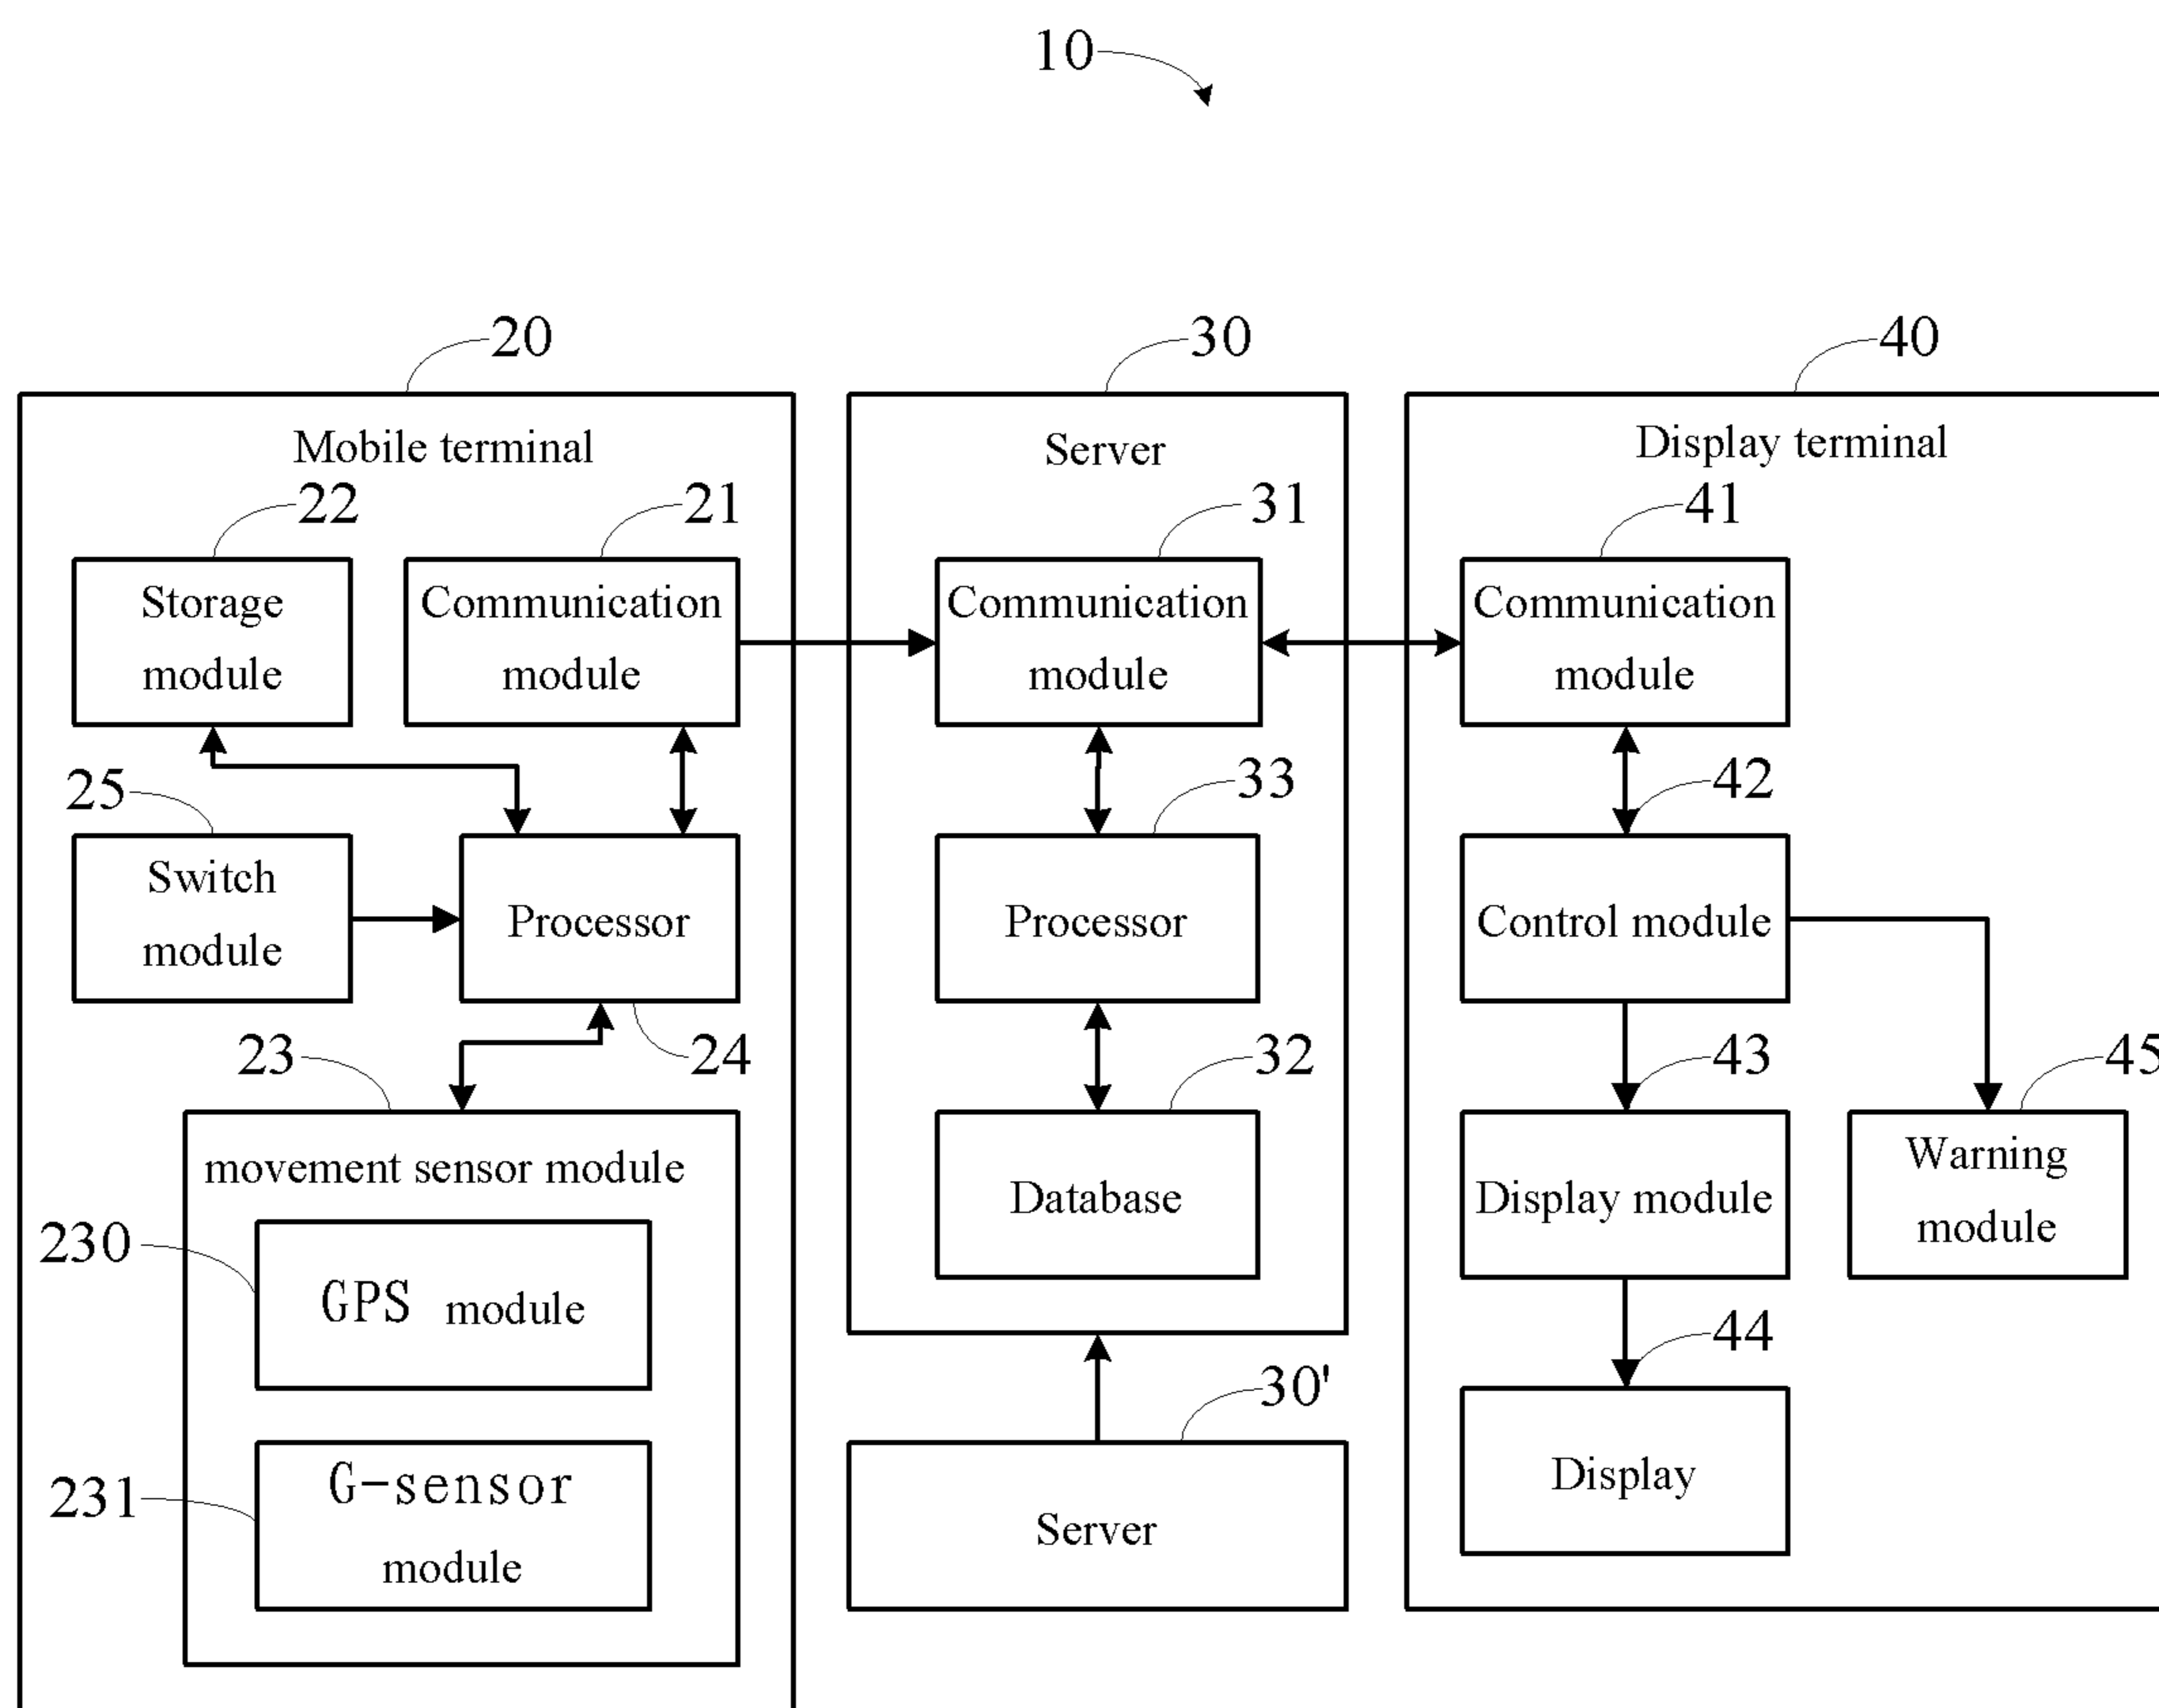 10
20
30
40
Mobile terminal
Server
Display terminal
22
21
31
41
Storage
module
Communication
module
Communication
module
Communication
module
25
33
42
Switch
module
Processor
Processor
Control module
23
24
32
43
45
movement sensor module
Database
Display module
Warning
module
230
GPS module
30'
44
231
G-sensor
module
Server
Display